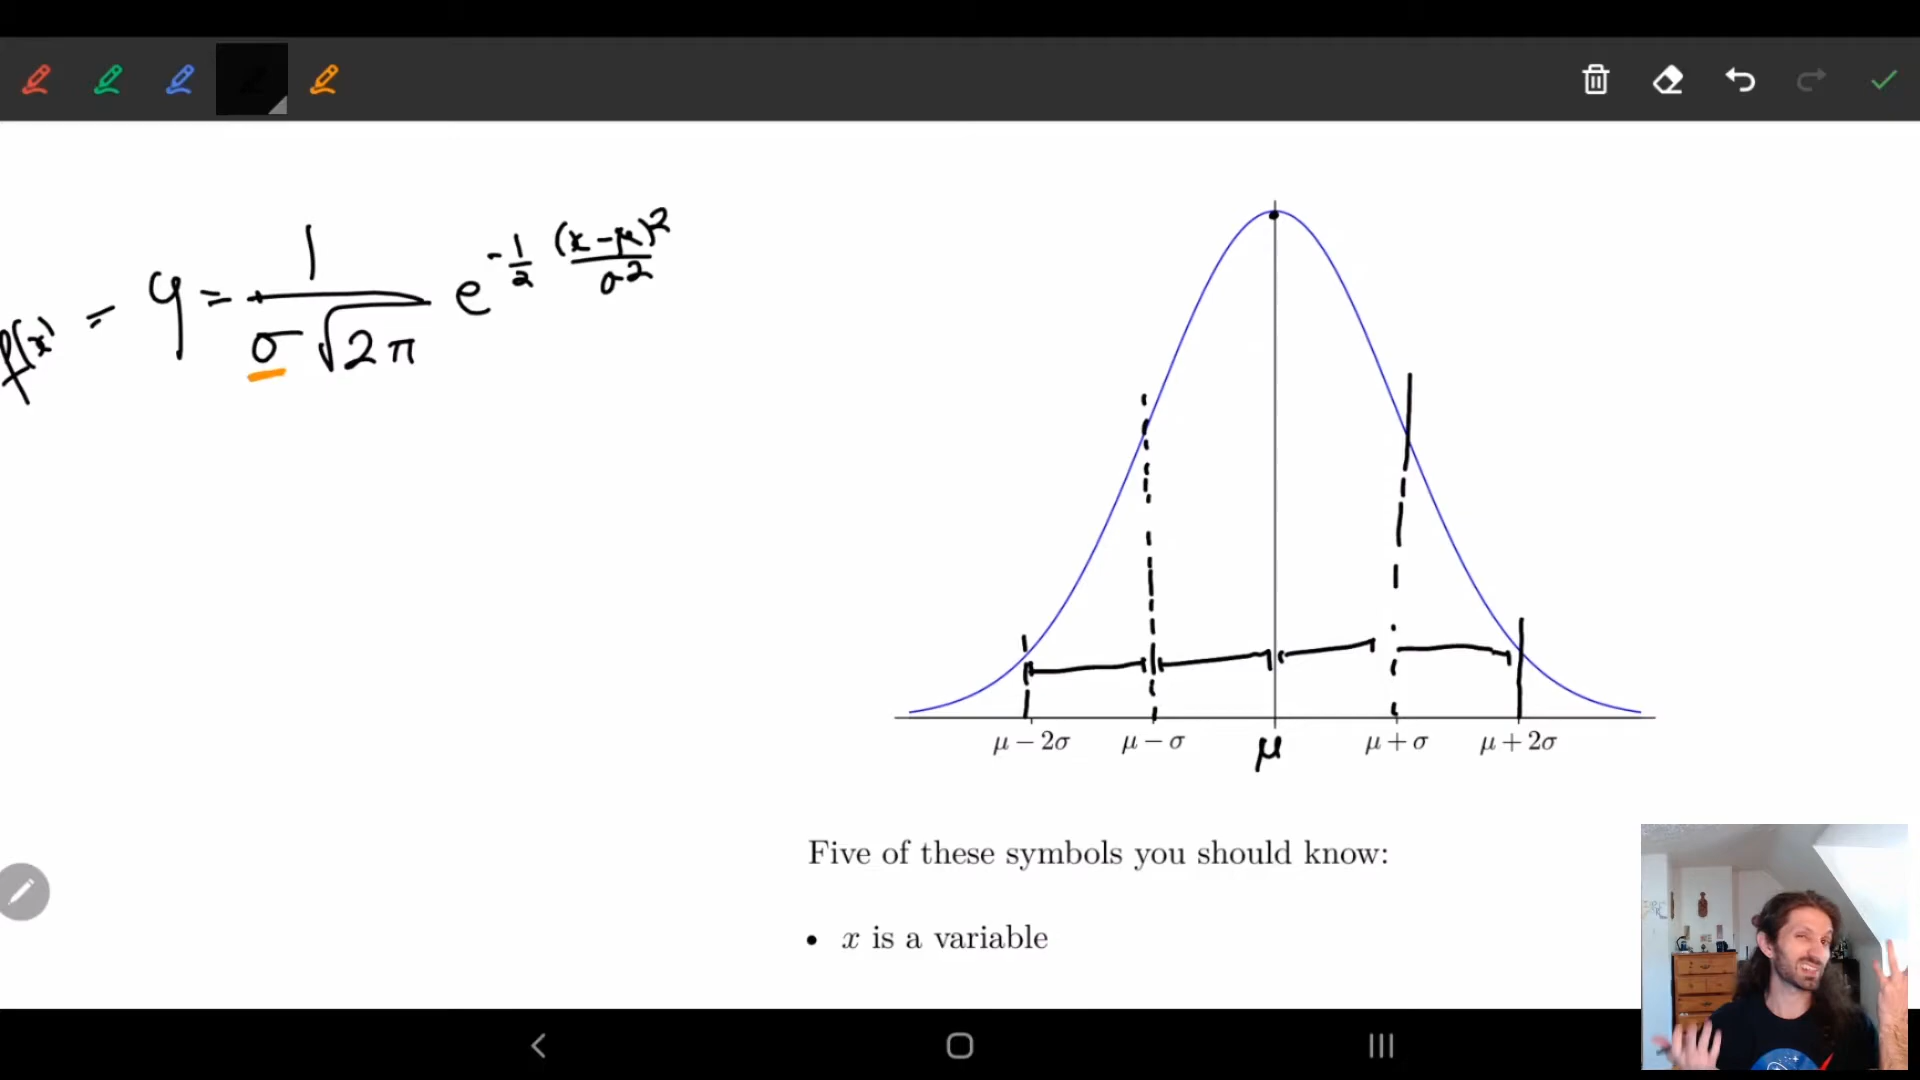 f(x) = y = 1/(σ√2π) e^(-1/2 (x-μ)²/σ²)
μ − 2σ μ − σ μ μ + σ μ + 2σ
Five of these symbols you should know:
• x is a variable